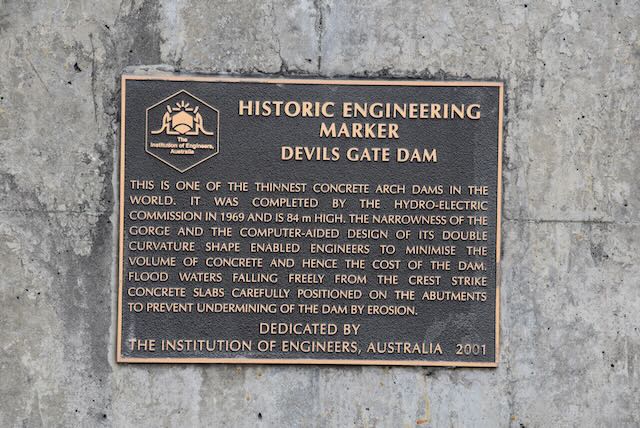 The
Institution of Engineers,
Australia
HISTORIC ENGINEERING
MARKER
DEVILS GATE DAM
THIS IS ONE OF THE THINNEST CONCRETE ARCH DAMS IN THE
WORLD. IT WAS COMPLETED BY THE HYDRO-ELECTRIC
COMMISSION IN 1969 AND IS 84 m HIGH. THE NARROWNESS OF THE
GORGE AND THE COMPUTER-AIDED DESIGN OF ITS DOUBLE
CURVATURE SHAPE ENABLED ENGINEERS TO MINIMISE THE
VOLUME OF CONCRETE AND HENCE THE COST OF THE DAM.
FLOOD WATERS FALLING FREELY FROM THE CREST STRIKE
CONCRETE SLABS CAREFULLY POSITIONED ON THE ABUTMENTS
TO PREVENT UNDERMINING OF THE DAM BY EROSION.
DEDICATED BY
THE INSTITUTION OF ENGINEERS, AUSTRALIA 2001